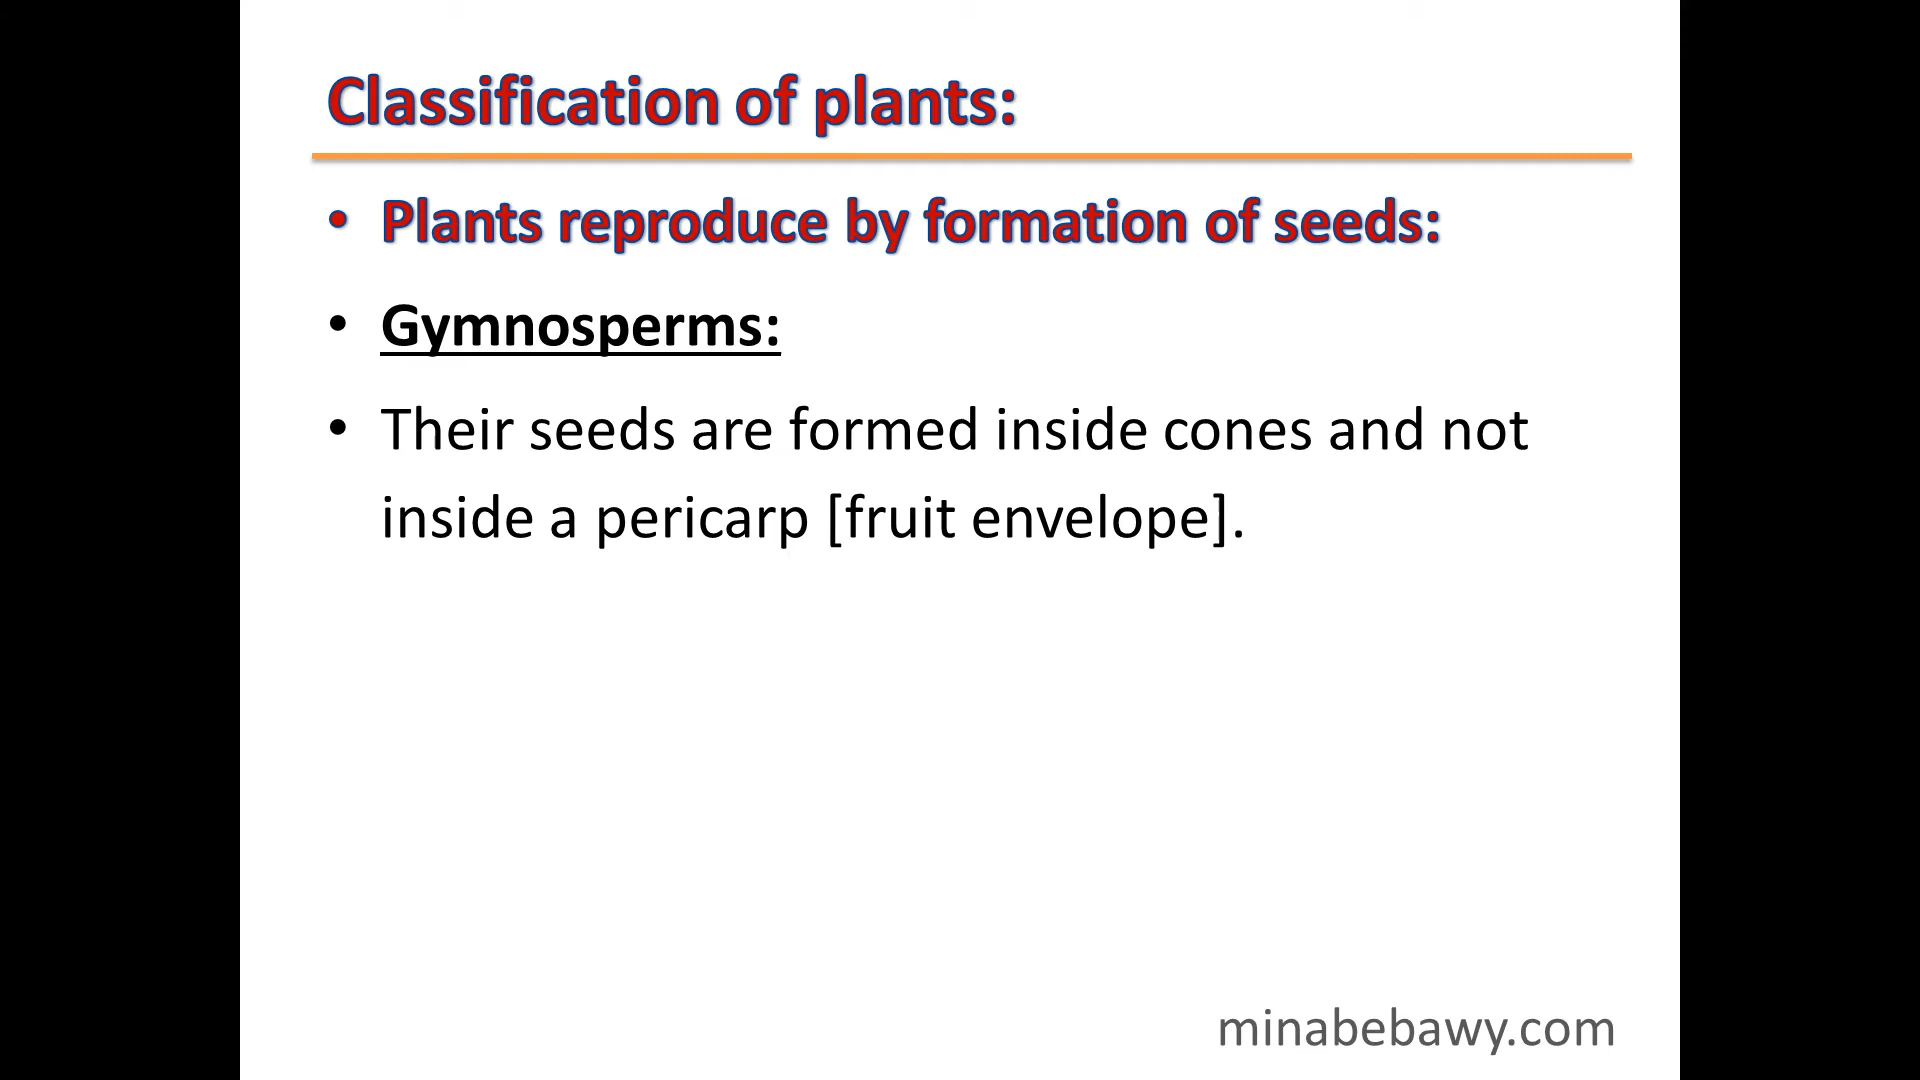 Classification of plants:
• Plants reproduce by formation of seeds:
• Gymnosperms:
• Their seeds are formed inside cones and not
inside a pericarp [fruit envelope].
minabebawy.com